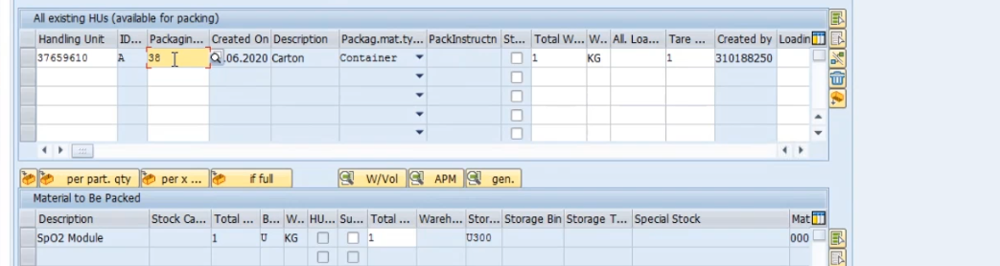 All existing HUs (available for packing)
Handling Unit ID... Packagin... Created On Description Packag.mat.ty... PackInstructn St... Total W... W.. All. Loa... Tare ... Created by Loadin
37659610 A 38 .06.2020 Carton Container 1 KG 1 310188250
per part. qty per x ... if full W/Vol APM gen.
Material to Be Packed
Description Stock Ca... Total ... B... W.. HU... Su... Total ... Wareh... Stor... Storage Bin Storage T... Special Stock Mat
SpO2 Module 1 U KG 1 U300 000